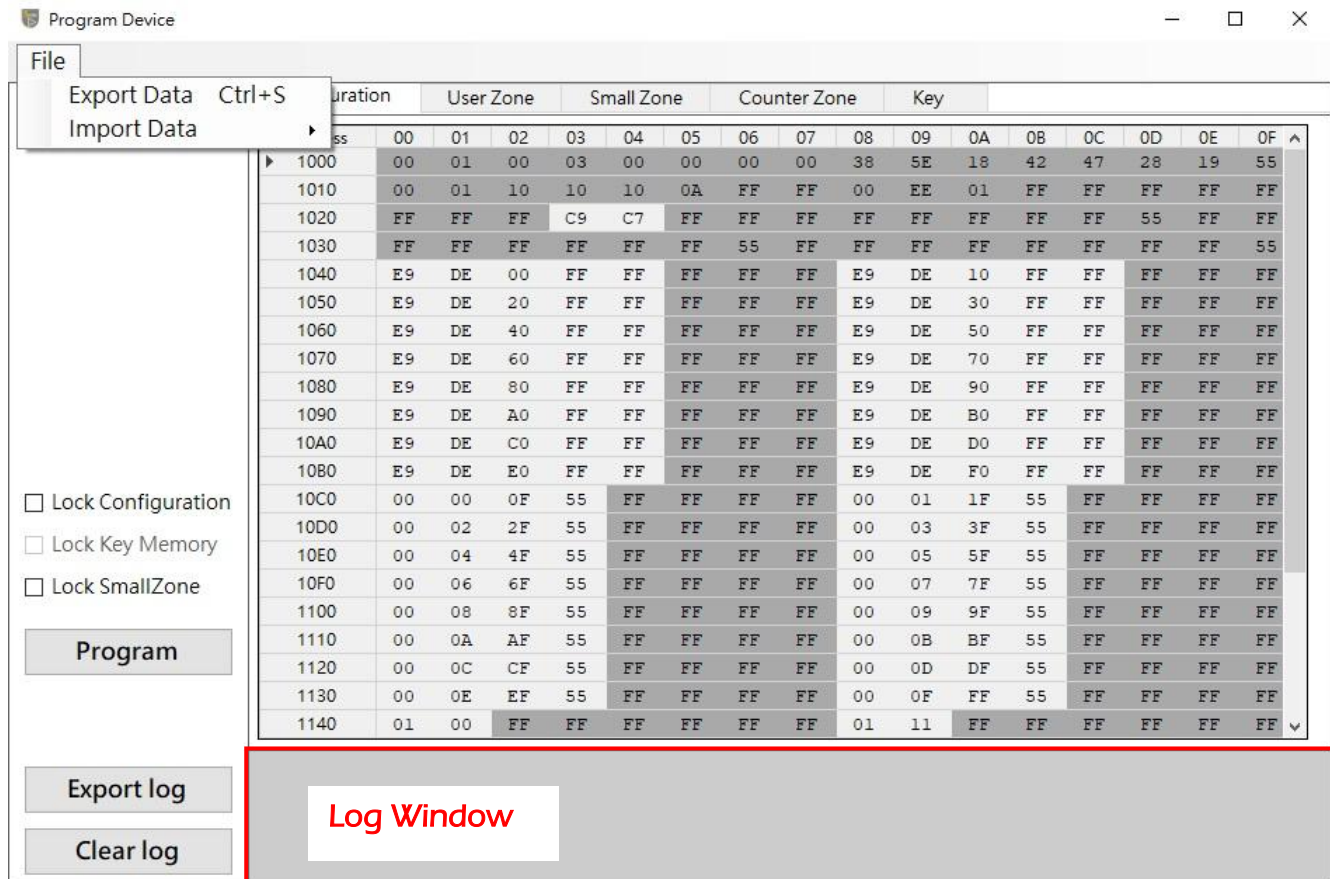 Program Device
File
Export Data Ctrl+S
Import Data
uration User Zone Small Zone Counter Zone Key
ss 00 01 02 03 04 05 06 07 08 09 0A 0B 0C 0D 0E 0F
1000 00 01 00 03 00 00 00 00 38 5E 18 42 47 28 19 55
1010 00 01 10 10 10 0A FF FF 00 EE 01 FF FF FF FF FF
1020 FF FF FF C9 C7 FF FF FF FF FF FF FF FF 55 FF FF
1030 FF FF FF FF FF FF 55 FF FF FF FF FF FF FF FF 55
1040 E9 DE 00 FF FF FF FF FF E9 DE 10 FF FF FF FF FF
1050 E9 DE 20 FF FF FF FF FF E9 DE 30 FF FF FF FF FF
1060 E9 DE 40 FF FF FF FF FF E9 DE 50 FF FF FF FF FF
1070 E9 DE 60 FF FF FF FF FF E9 DE 70 FF FF FF FF FF
1080 E9 DE 80 FF FF FF FF FF E9 DE 90 FF FF FF FF FF
1090 E9 DE A0 FF FF FF FF FF E9 DE B0 FF FF FF FF FF
10A0 E9 DE C0 FF FF FF FF FF E9 DE D0 FF FF FF FF FF
10B0 E9 DE E0 FF FF FF FF FF E9 DE F0 FF FF FF FF FF
10C0 00 00 0F 55 FF FF FF FF 00 01 1F 55 FF FF FF FF
10D0 00 02 2F 55 FF FF FF FF 00 03 3F 55 FF FF FF FF
10E0 00 04 4F 55 FF FF FF FF 00 05 5F 55 FF FF FF FF
10F0 00 06 6F 55 FF FF FF FF 00 07 7F 55 FF FF FF FF
1100 00 08 8F 55 FF FF FF FF 00 09 9F 55 FF FF FF FF
1110 00 0A AF 55 FF FF FF FF 00 0B BF 55 FF FF FF FF
1120 00 0C CF 55 FF FF FF FF 00 0D DF 55 FF FF FF FF
1130 00 0E EF 55 FF FF FF FF 00 0F FF 55 FF FF FF FF
1140 01 00 FF FF FF FF FF FF 01 11 FF FF FF FF FF FF
Lock Configuration
Lock Key Memory
Lock SmallZone
Program
Export log
Clear log
Log Window